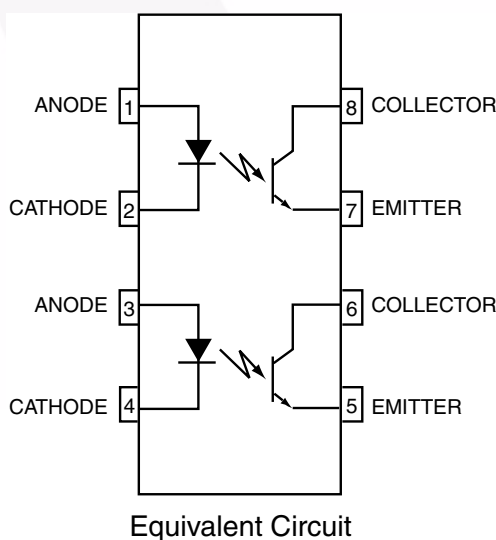 ANODE 1 8 COLLECTOR
CATHODE 2 7 EMITTER
ANODE 3 6 COLLECTOR
CATHODE 4 5 EMITTER
Equivalent Circuit